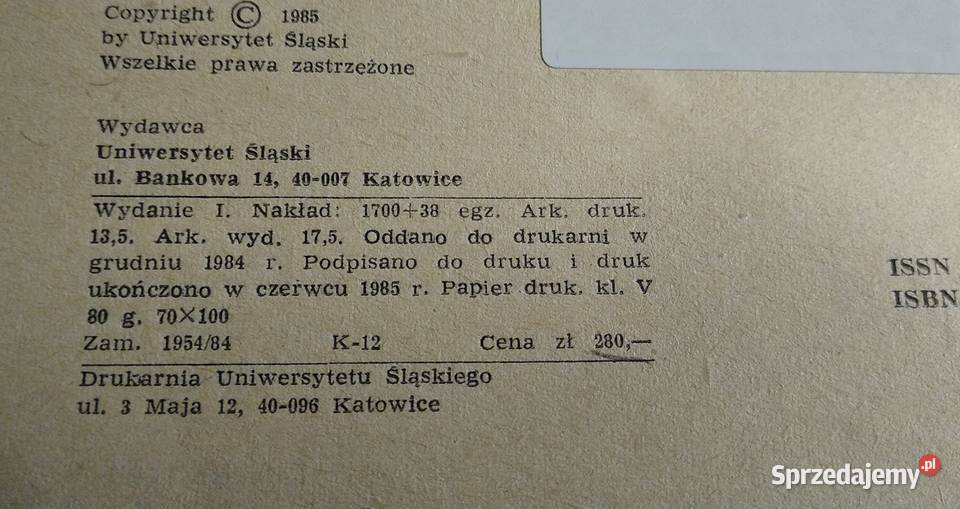 Copyright © 1985
by Uniwersytet Śląski
Wszelkie prawa zastrzeżone
Wydawca
Uniwersytet Śląski
ul. Bankowa 14, 40-007 Katowice
Wydanie I. Nakład: 1700+38 egz. Ark. druk.
13,5. Ark. wyd. 17,5. Oddano do drukarni w
grudniu 1984 r. Podpisano do druku i druk
ukończono w czerwcu 1985 r. Papier druk. kl. V
80 g. 70×100
Zam. 1954/84 K-12 Cena zł 280,—
Drukarnia Uniwersytetu Śląskiego
ul. 3 Maja 12, 40-096 Katowice
ISSN
ISBN
Sprzedajemy.pl